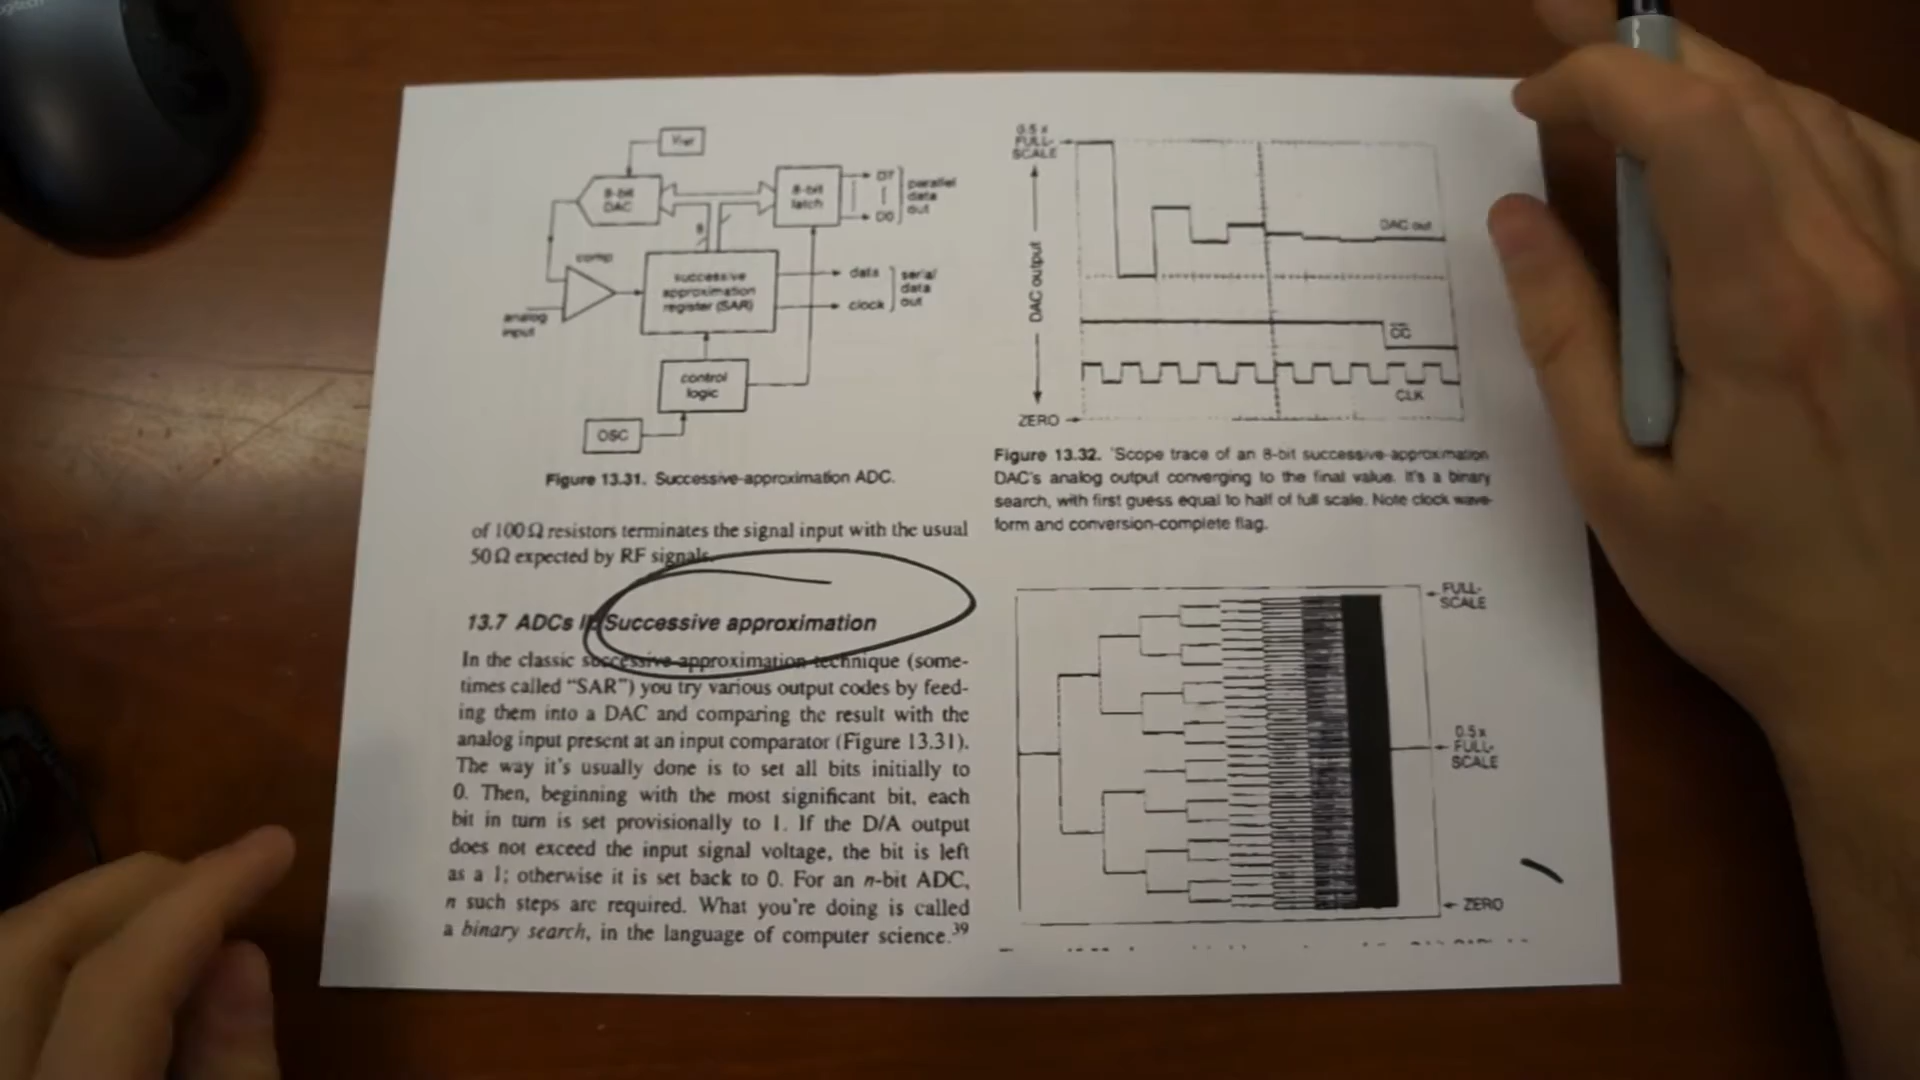 Vref
8-bit
DAC
8-bit
latch
D7
D0
parallel
data
out
8
comp
analog
input
successive
approximation
register (SAR)
data
clock
serial
data
out
control
logic
OSC
Figure 13.31. Successive-approximation ADC.
of 100Ω resistors terminates the signal input with the usual
50Ω expected by RF signals.
13.7 ADCs Successive approximation
In the classic successive-approximation technique (some-
times called “SAR”) you try various output codes by feed-
ing them into a DAC and comparing the result with the
analog input present at an input comparator (Figure 13.31).
The way it's usually done is to set all bits initially to
0. Then, beginning with the most significant bit, each
bit in turn is set provisionally to 1. If the D/A output
does not exceed the input signal voltage, the bit is left
as a 1; otherwise it is set back to 0. For an n-bit ADC,
n such steps are required. What you're doing is called
a binary search, in the language of computer science.39
0.5 x
FULL-
SCALE
DAC output
ZERO
DAC out
CC
CLK
Figure 13.32. Scope trace of an 8-bit successive-approximation
DAC's analog output converging to the final value. It's a binary
search, with first guess equal to half of full scale. Note clock wave-
form and conversion-complete flag.
FULL-
SCALE
0.5 x
FULL-
SCALE
ZERO